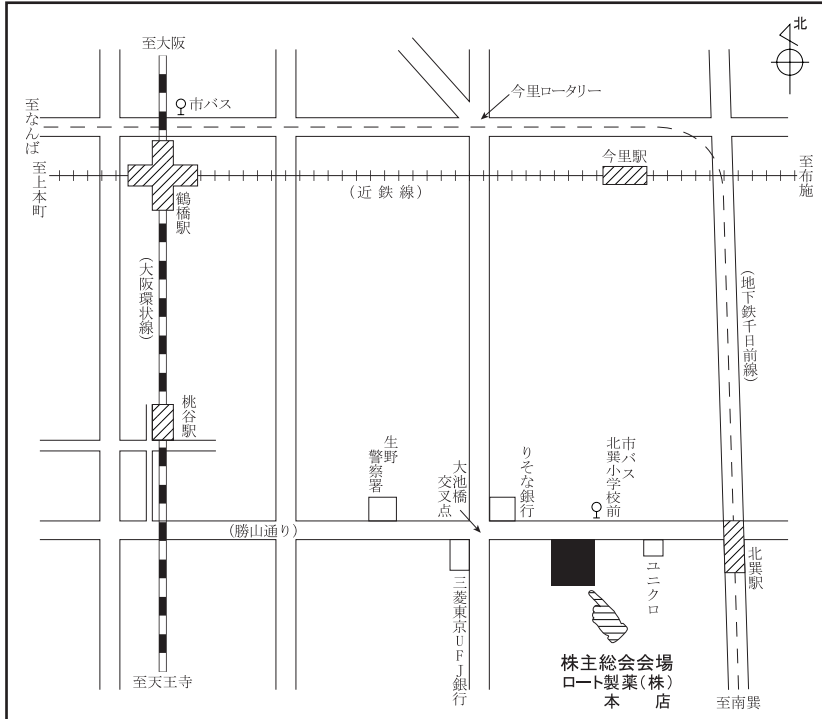 至大阪
北
市バス
今里ロータリー
至なんば
至上本町
鶴橋駅
(近鉄線)
今里駅
至布施
(大阪環状線)
(地下鉄千日前線)
桃谷駅
生野
警察署
大池橋
交叉点
りそな銀行
市バス
北巽小学校前
(勝山通り)
三菱東京UFJ銀行
ユニクロ
北巽駅
株主総会会場
ロート製薬(株)
本店
至天王寺
至南巽